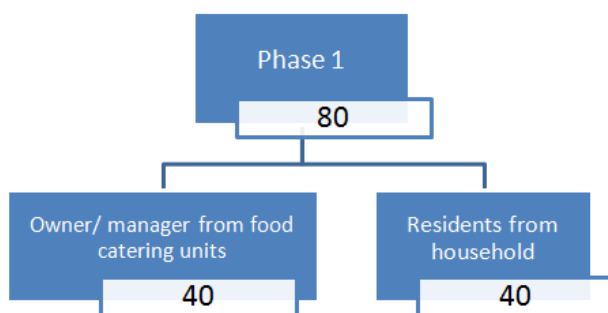 Phase 1
80
Owner/ manager from food
catering units
40
Residents from
household
40